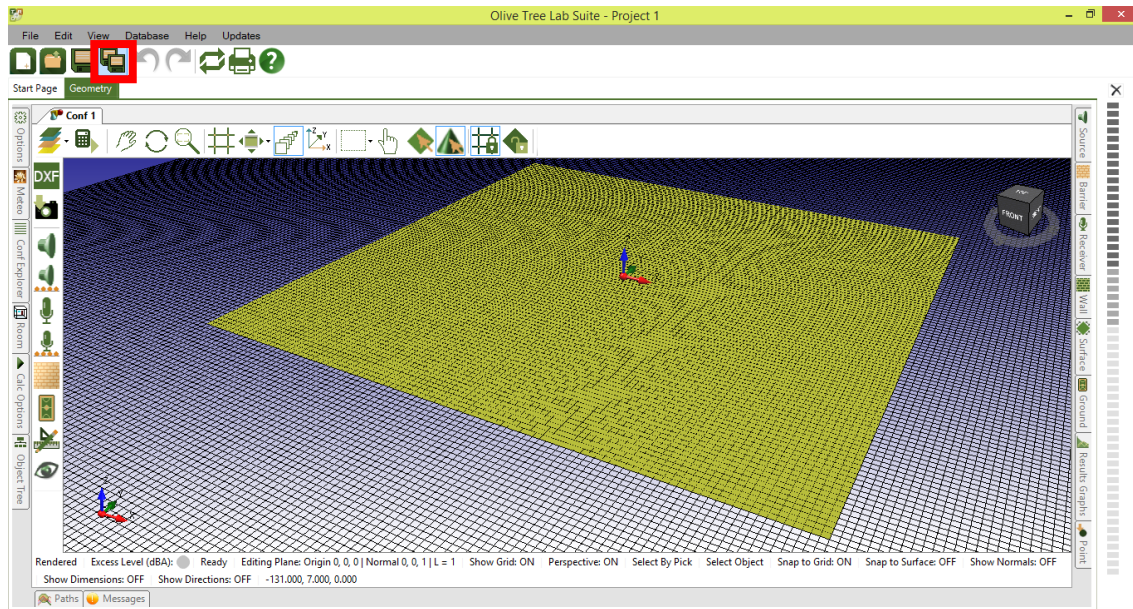 Olive Tree Lab Suite - Project 1
File Edit View Database Help Updates
Start Page Geometry
Conf 1
DXF
Options
Meteo
Conf Explorer
Room
Calc Options
Object Tree
Source
Barrier
Receiver
Wall
Surface
Ground
Results Graphs
Point
FRONT
Z Y
X
Rendered Excess Level (dBA): Ready Editing Plane: Origin 0, 0, 0 | Normal 0, 0, 1 | L = 1 Show Grid: ON Perspective: ON Select By Pick Select Object Snap to Grid: ON Snap to Surface: OFF Show Normals: OFF
Show Dimensions: OFF Show Directions: OFF -131.000, 7.000, 0.000
Paths Messages